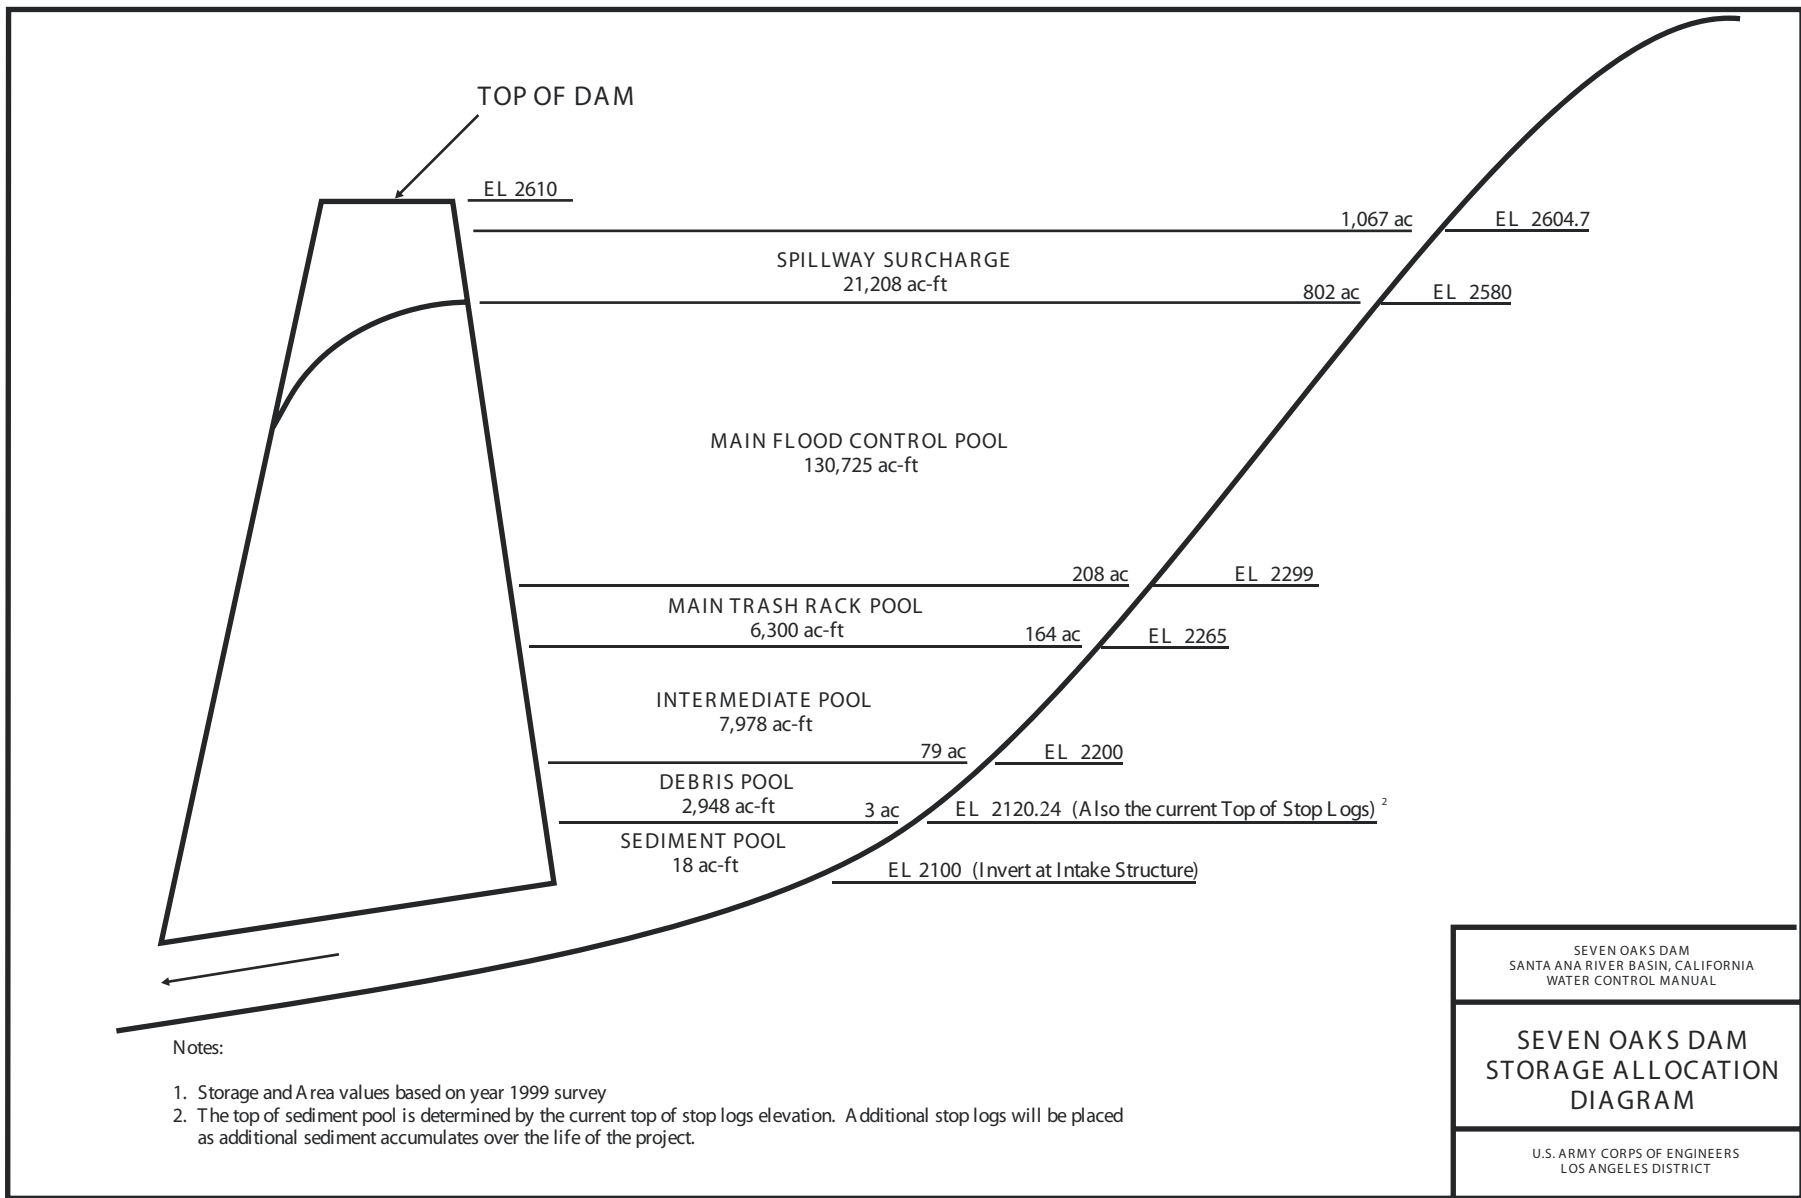 TOP OF DAM
EL 2610
1,067 ac
EL 2604.7
SPILLWAY SURCHARGE
21,208 ac-ft
802 ac
EL 2580
MAIN FLOOD CONTROL POOL
130,725 ac-ft
208 ac
EL 2299
MAIN TRASH RACK POOL
6,300 ac-ft
164 ac
EL 2265
INTERMEDIATE POOL
7,978 ac-ft
79 ac
EL 2200
DEBRIS POOL
2,948 ac-ft
3 ac
EL 2120.24 (Also the current Top of Stop Logs) 2
SEDIMENT POOL
18 ac-ft
EL 2100 (Invert at Intake Structure)
Notes:
1. Storage and Area values based on year 1999 survey
2. The top of sediment pool is determined by the current top of stop logs elevation. Additional stop logs will be placed
as additional sediment accumulates over the life of the project.
SEVEN OAKS DAM
SANTA ANA RIVER BASIN, CALIFORNIA
WATER CONTROL MANUAL
SEVEN OAKS DAM
STORAGE ALLOCATION
DIAGRAM
U.S. ARMY CORPS OF ENGINEERS
LOS ANGELES DISTRICT